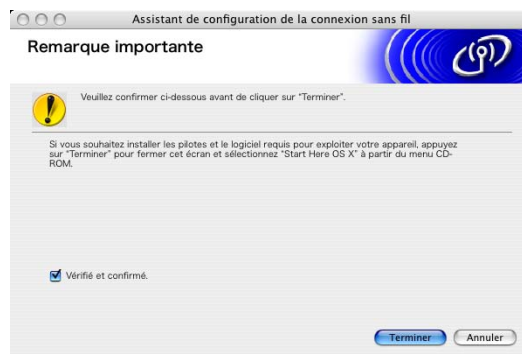 Assistant de configuration de la connexion sans fil
Remarque importante
Veuillez confirmer ci-dessous avant de cliquer sur "Terminer".
Si vous souhaitez installer les pilotes et le logiciel requis pour exploiter votre appareil, appuyez
sur "Terminer" pour fermer cet écran et sélectionnez "Start Here OS X" à partir du menu CD-
ROM.
Vérifié et confirmé.
Terminer Annuler